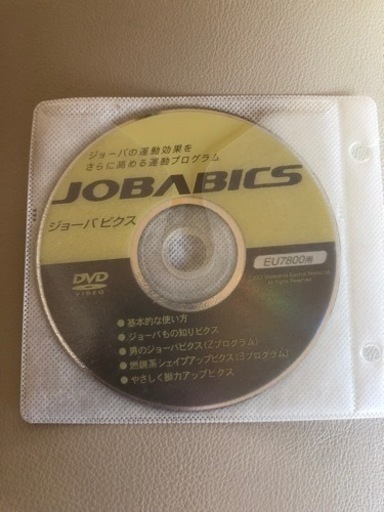 ジョーバの運動効果を
さらに高める運動プログラム
JOBABICS
ジョーバビクス
EU7800用
DVD
VIDEO
All Rights Reserved.
●基本的な使い方
●ジョーバもの知りビクス
●男のジョーバビクス(2プログラム)
●燃調系シェイプアップビクス(3プログラム)
●やさしく筋力アップビクス